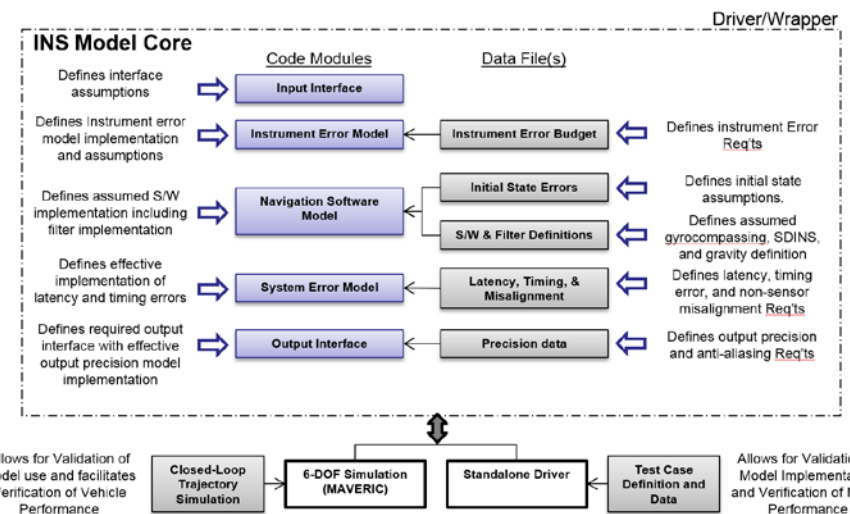 Driver/Wrapper
INS Model Core
Code Modules
Data File(s)
Defines interface
assumptions
Input Interface
Defines Instrument error
model implementation
and assumptions
Instrument Error Model
Instrument Error Budget
Defines instrument Error
Req'ts
Defines assumed S/W
implementation including
filter implementation
Navigation Software
Model
Initial State Errors
Defines initial state
assumptions.
S/W & Filter Definitions
Defines assumed
gyrocompassing, SDINS,
and gravity definition
Defines effective
implementation of
latency and timing errors
System Error Model
Latency, Timing, &
Misalignment
Defines latency, timing
error, and non-sensor
misalignment Req'ts
Defines required output
interface with effective
output precision model
implementation
Output Interface
Precision data
Defines output precision
and anti-aliasing Req'ts
llows for Validation of
odel use and facilitates
erification of Vehicle
Performance
Closed-Loop
Trajectory
Simulation
6-DOF Simulation
(MAVERIC)
Standalone Driver
Test Case
Definition and
Data
Allows for Validatio
Model Implementa
and Verification of M
Performance